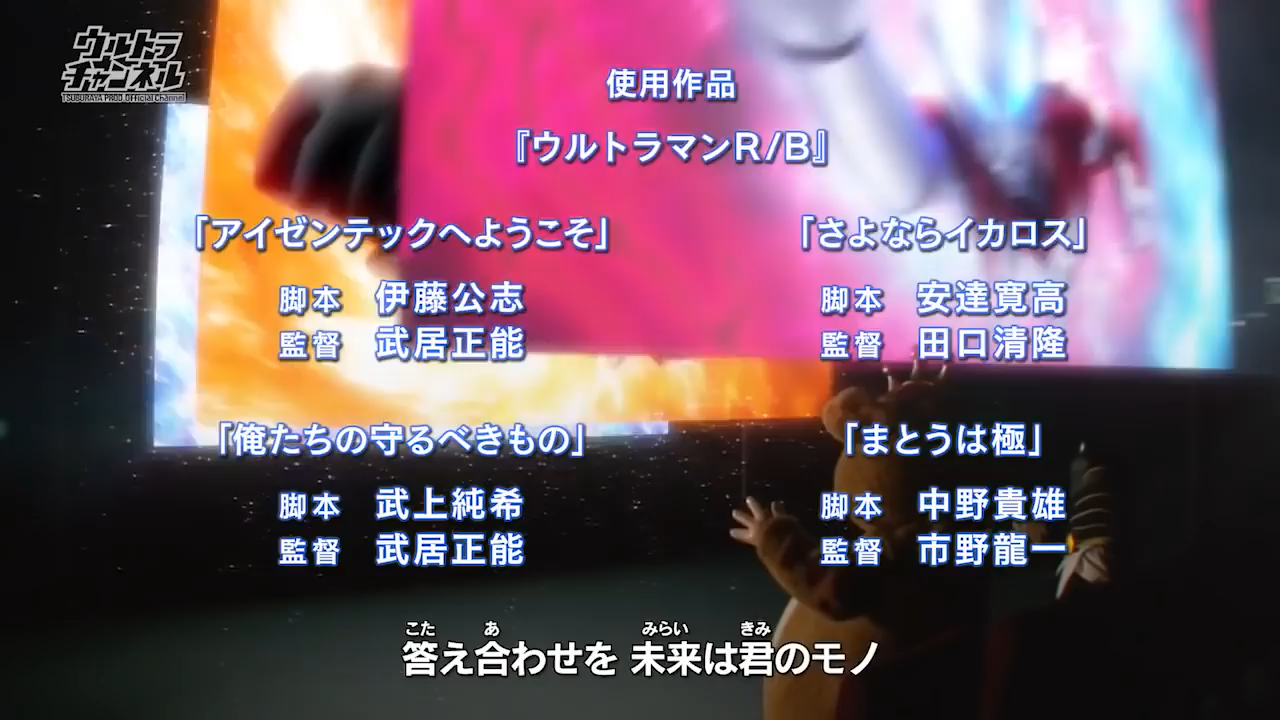 ウルトラ
チャンネル
TSUBURAYA PROD. Official Channel
使用作品
『ウルトラマンR/B』
「アイゼンテックへようこそ」
脚本 伊藤公志
監督 武居正能
「さよならイカロス」
脚本 安達寛高
監督 田口清隆
「俺たちの守るべきもの」
脚本 武上純希
監督 武居正能
「まとうは極」
脚本 中野貴雄
監督 市野龍一
こた あ みらい きみ
答え合わせを 未来は君のモノ